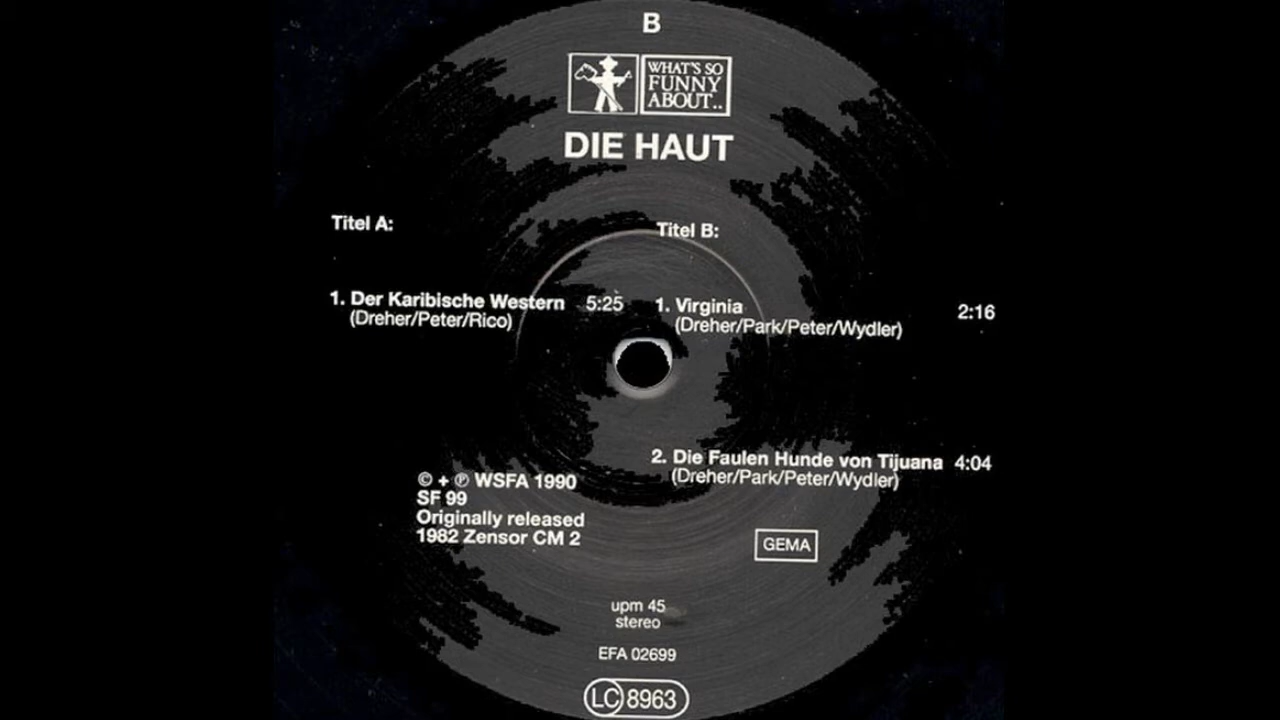 B
WHAT'S SO
FUNNY
ABOUT..
DIE HAUT
Titel A:
1. Der Karibische Western 5:25
(Dreher/Peter/Rico)
Titel B:
1. Virginia 2:16
(Dreher/Park/Peter/Wydler)
2. Die Faulen Hunde von Tijuana 4:04
(Dreher/Park/Peter/Wydler)
© + ℗ WSFA 1990
SF 99
Originally released
1982 Zensor CM 2
GEMA
upm 45
stereo
EFA 02699
LC 8963